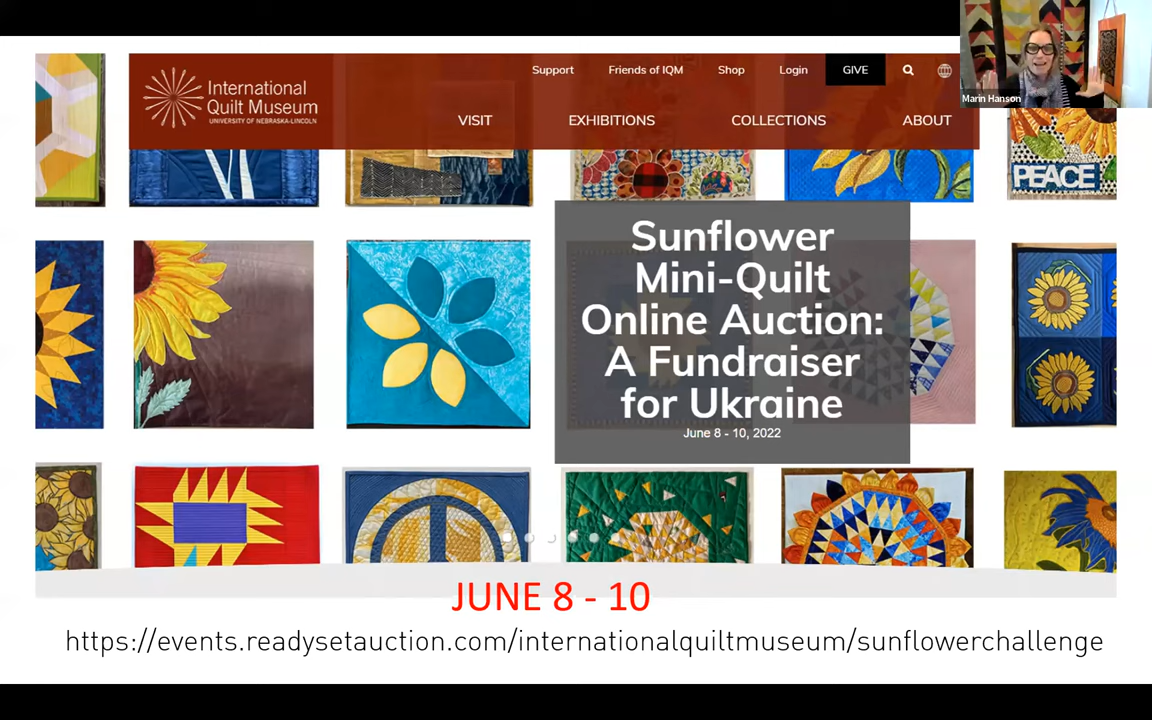 Support Friends of IQM Shop Login GIVE
International
Quilt Museum
UNIVERSITY OF NEBRASKA-LINCOLN
VISIT EXHIBITIONS COLLECTIONS ABOUT
Marin Hanson
PEACE
Sunflower
Mini-Quilt
Online Auction:
A Fundraiser
for Ukraine
June 8 - 10, 2022
JUNE 8 - 10
https://events.readysetauction.com/internationalquiltmuseum/sunflowerchallenge